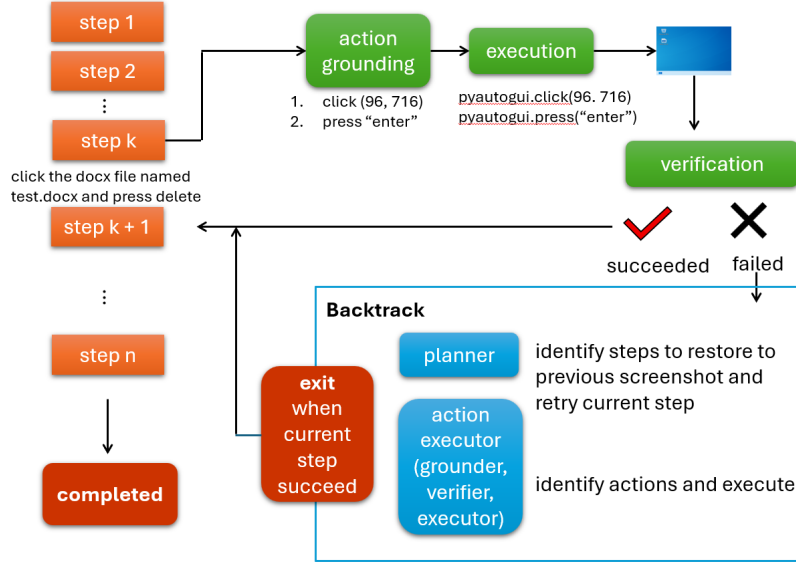 step 1
step 2
⋮
step k
click the docx file named
test.docx and press delete
step k + 1
⋮
step n
completed
action
grounding
1. click (96, 716)
2. press “enter”
execution
pyautogui.click(96. 716)
pyautogui.press(“enter”)
verification
succeeded
failed
Backtrack
exit
when
current
step
succeed
planner
identify steps to restore to
previous screenshot and
retry current step
action
executor
(grounder,
verifier,
executor)
identify actions and execute